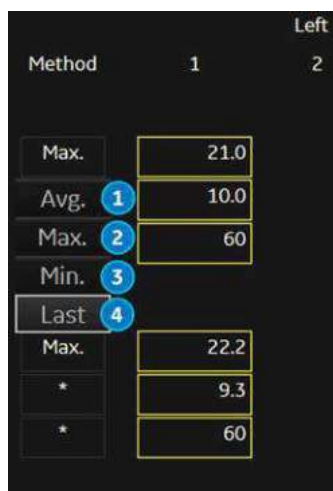 Left
Method 1 2
Max. 21.0
Avg. 1 10.0
Max. 2 60
Min. 3
Last 4
Max. 22.2
* 9.3
* 60